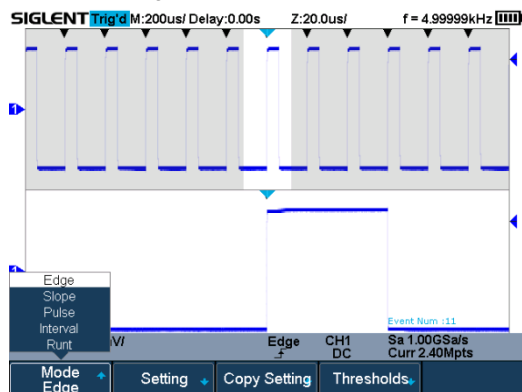 SIGLENT Trig'd M:200us/ Delay:0.00s Z:20.0us/ f = 4.99999kHz
1
Edge
Slope
Pulse
Interval
Runt
Event Num :11
V/ Edge CH1 Sa 1.00GSa/s
DC Curr 2.40Mpts
Mode Setting Copy Setting Thresholds
Edge